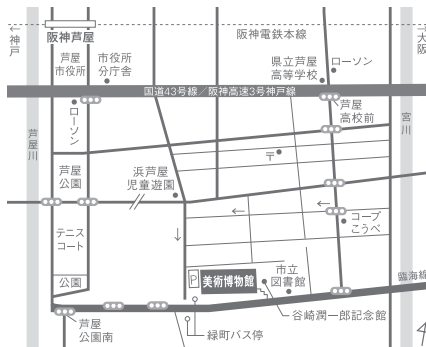 ←神戸
阪神芦屋
阪神電鉄本線
→大阪
芦屋
市役所
市役所
分庁舎
県立芦屋
高等学校
ローソン
国道43号線／阪神高速3号神戸線
ローソン
芦屋
高校前
芦屋川
宮川
〒
芦屋
公園
浜芦屋
児童遊園
テニス
コート
コープ
こうべ
公園
P
美術博物館
市立
図書館
臨海線
谷崎潤一郎記念館
芦屋
公園南
緑町バス停
4